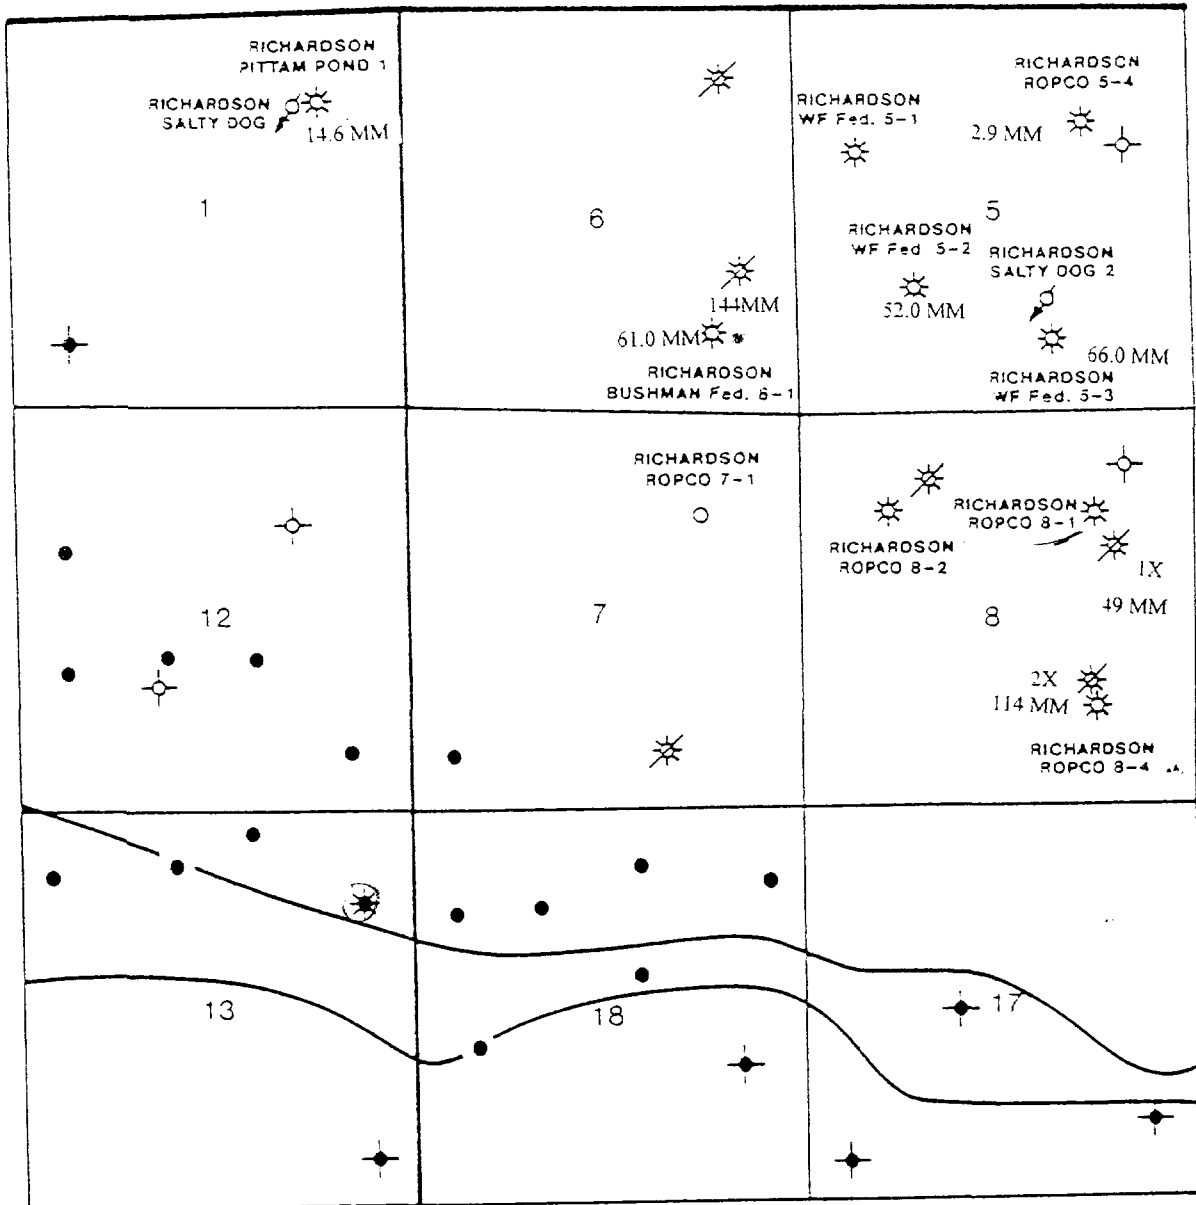 RICHARDSON
PITTAM POND 1
RICHARDSON
SALTY DOG
14.6 MM
1
6
144MM
61.0 MM
RICHARDSON
BUSHMAN Fed. 6-1
RICHARDSON
ROPCO 5-4
RICHARDSON
WF Fed. 5-1
2.9 MM
5
RICHARDSON
WF Fed 5-2
RICHARDSON
SALTY DOG 2
52.0 MM
66.0 MM
RICHARDSON
WF Fed. 5-3
12
RICHARDSON
ROPCO 7-1
7
RICHARDSON
ROPCO 8-1
RICHARDSON
ROPCO 8-2
1X
49 MM
8
2X
114 MM
RICHARDSON
ROPCO 8-4
13
18
17